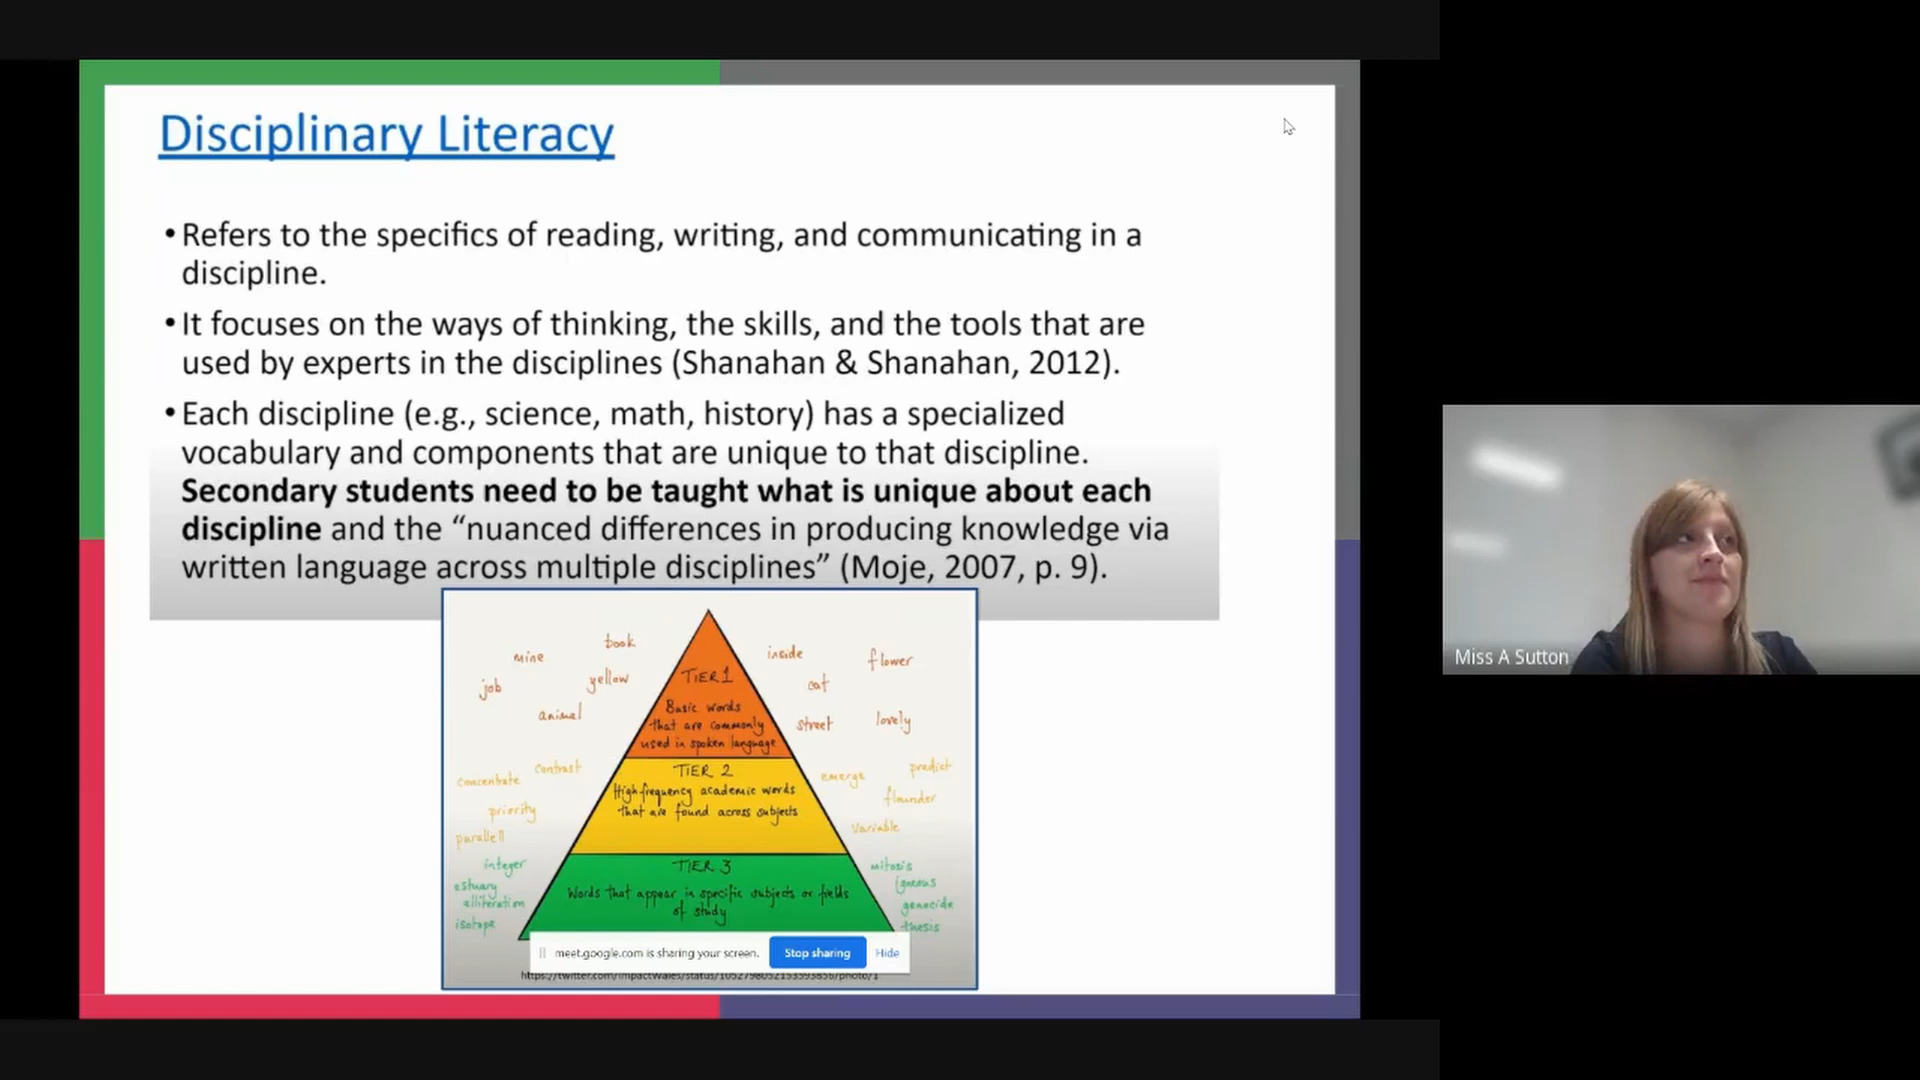 Disciplinary Literacy
•Refers to the specifics of reading, writing, and communicating in a
discipline.
•It focuses on the ways of thinking, the skills, and the tools that are
used by experts in the disciplines (Shanahan & Shanahan, 2012).
•Each discipline (e.g., science, math, history) has a specialized
vocabulary and components that are unique to that discipline.
Secondary students need to be taught what is unique about each
discipline and the “nuanced differences in producing knowledge via
written language across multiple disciplines” (Moje, 2007, p. 9).
book
mine
inside
flower
job
yellow
cat
animal
street
lovely
TIER 1
Basic words
that are commonly
used in spoken language
concentrate
contrast
emerge
predict
priority
flounder
parallell
variable
TIER 2
High-frequency academic words
that are found across subjects
integer
mitosis
estuary
igneous
alliteration
genocide
isotope
thesis
TIER 3
Words that appear in specific subjects or fields
of study
meet.google.com is sharing your screen.
Stop sharing
Hide
Miss A Sutton